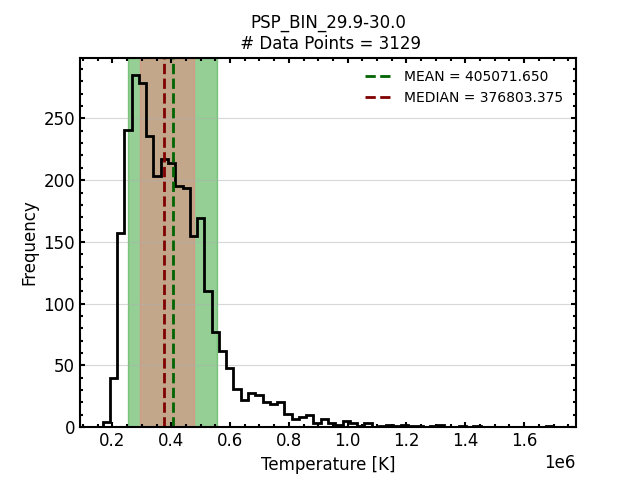 PSP_BIN_29.9-30.0
# Data Points = 3129
MEAN = 405071.650
MEDIAN = 376803.375
Frequency
250
200
150
100
50
0
0.2 0.4 0.6 0.8 1.0 1.2 1.4 1.6
Temperature [K]
1e6